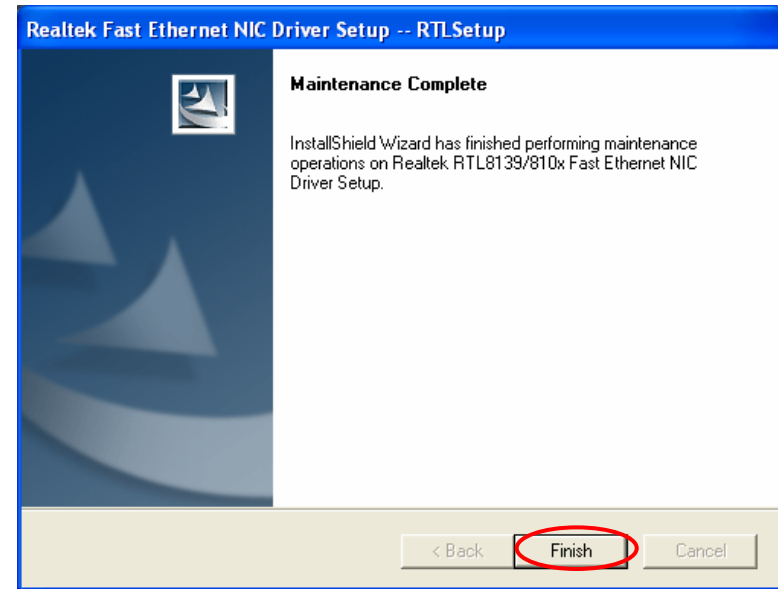 Realtek Fast Ethernet NIC Driver Setup -- RTLSetup
Maintenance Complete
InstallShield Wizard has finished performing maintenance
operations on Realtek RTL8139/810x Fast Ethernet NIC
Driver Setup.
< Back Finish Cancel